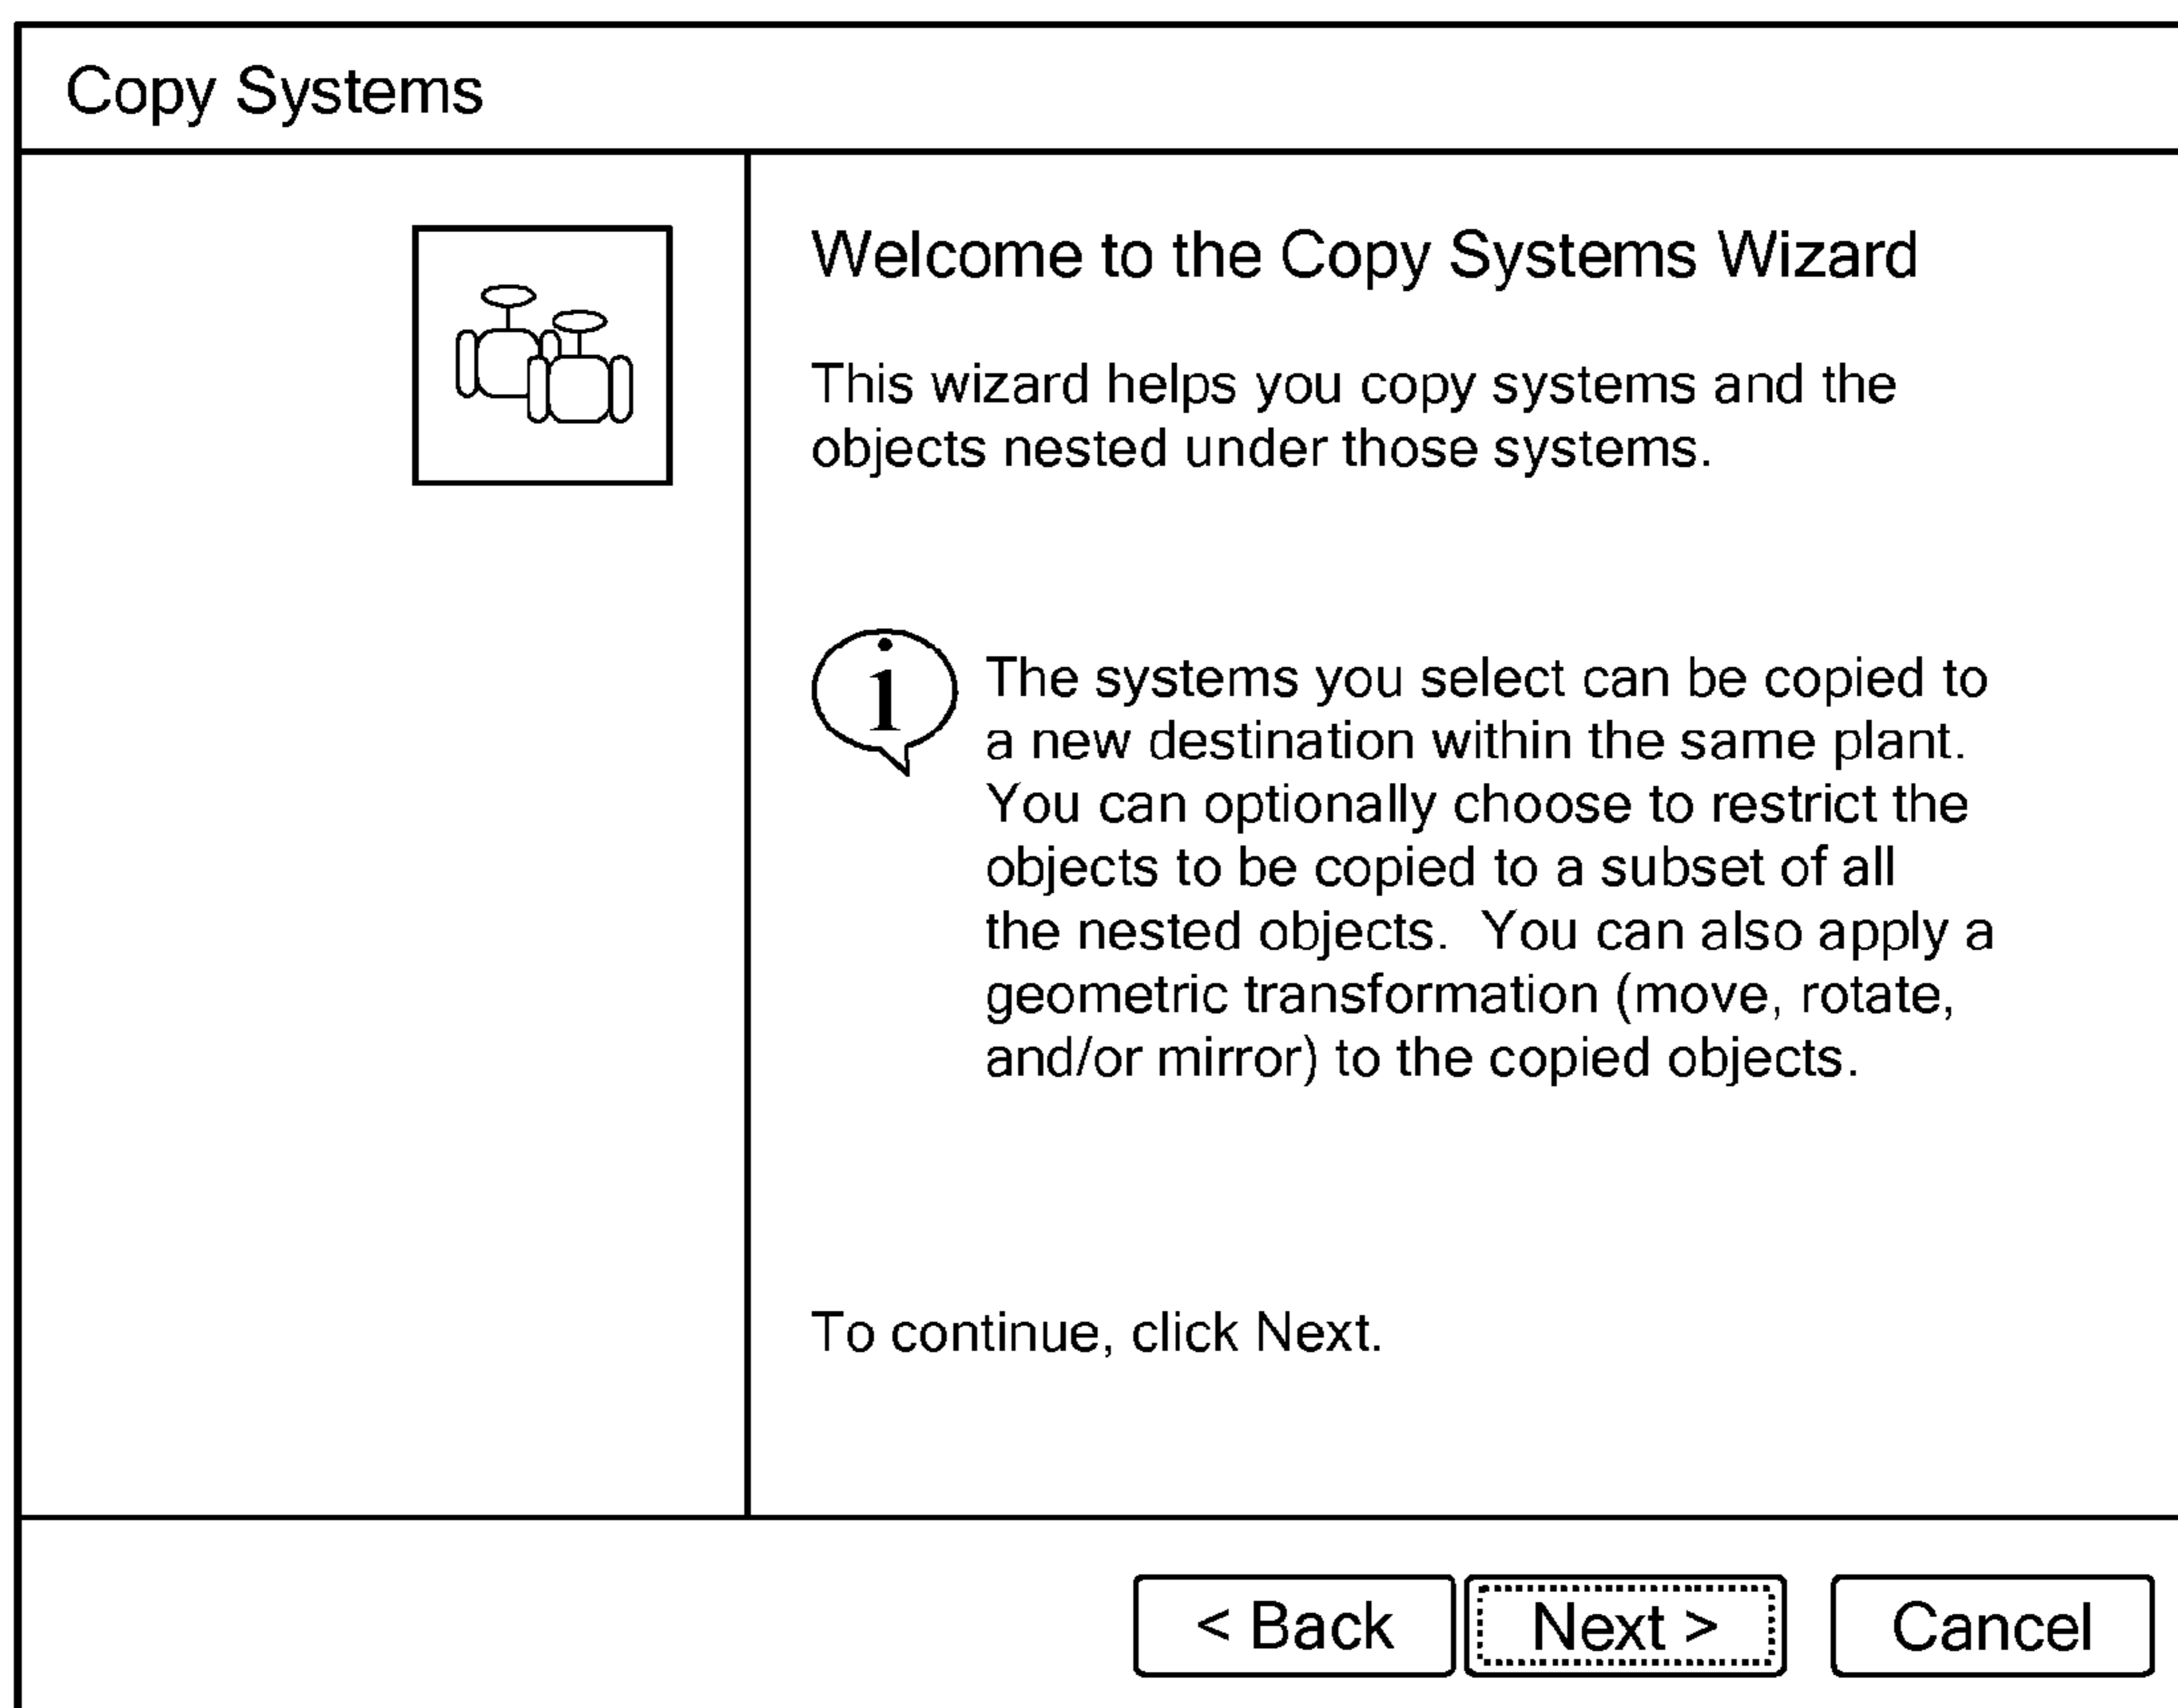 Copy Systems
Welcome to the Copy Systems Wizard
This wizard helps you copy systems and the
objects nested under those systems.
i
The systems you select can be copied to
a new destination within the same plant.
You can optionally choose to restrict the
objects to be copied to a subset of all
the nested objects.  You can also apply a
geometric transformation (move, rotate,
and/or mirror) to the copied objects.
To continue, click Next.
< Back
Next >
Cancel